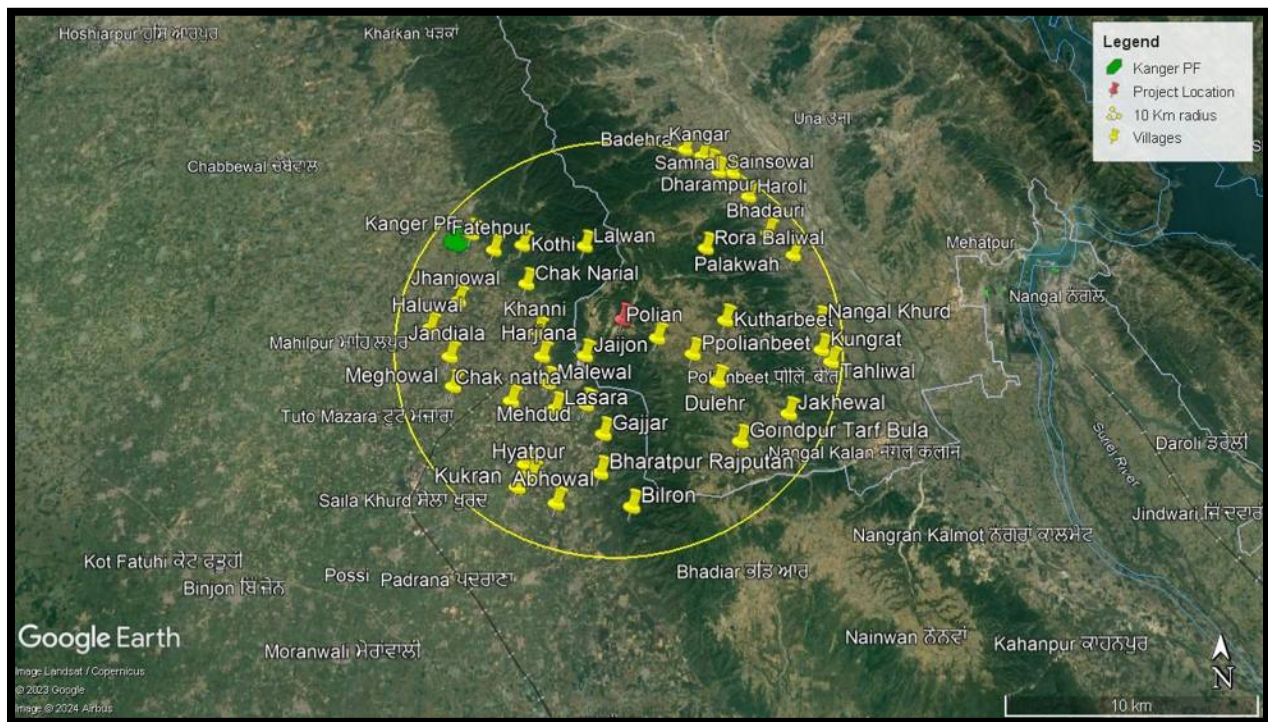 Hoshiarpur ਹੁਸ਼ਿਆਰਪੁਰ
Kharkan ਖੜਕਾਂ
Legend
Kanger PF
Project Location
10 Km radius
Villages
Una ਊਨਾ
Badehra
Kangar
Chabbewal ਚੱਬੇਵਾਲ
Samnal
Sainsowal
Dharampur
Haroli
Bhadauri
Kanger PF
Fatehpur
Kothi
Lalwan
Rora Baliwal
Mehatpur
Palakwah
Jhanjowal
Chak Narial
Nangal ਨੰਗਲ
Haluwal
Khanni
Polian
Kutharbeet
Nangal Khurd
Jandiala
Harjiana
Jaijon
Ppolianbeet
Kungrat
Mahilpur ਮਾਹਿਲਪੁਰ
Meghowal
Chak natha
Malewal
Polianbeet पोलिं बीत
Tahliwal
Tuto Mazara ਟੂਟੋ ਮਜ਼ਾਰਾ
Mehdud
Lasara
Dulehr
Jakhewal
Gajjar
Goindpur Tarf Bula
Sutlej River
Daroli ਡਰੋਲੀ
Nangal Kalan ਨੰਗਲ ਕਲਾਨ
Hyatpur
Bharatpur Rajputan
Kukran
Abhowal
Saila Khurd ਸੈਲਾ ਖੁਰਦ
Bilron
Jindwari ਜਿੰਦਵਾਰ
Nangran Kalmot ਨੰਗਰਾਂ ਕਾਲਮੋਟ
Kot Fatuhi ਕੋਟ ਫਤੂਹੀ
Possi
Padrana ਪਦਰਾਣਾ
Bhadiar ਭਡਿਆਰ
Binjon ਬਿੰਜੋਨ
Google Earth
Moranwali ਮੋਰਾਂਵਾਲੀ
Nainwan ਨੈਨਵਾਂ
Kahanpur ਕਾਹਨਪੁਰ
Image Landsat / Copernicus
© 2023 Google
Image © 2024 Airbus
N
10 km